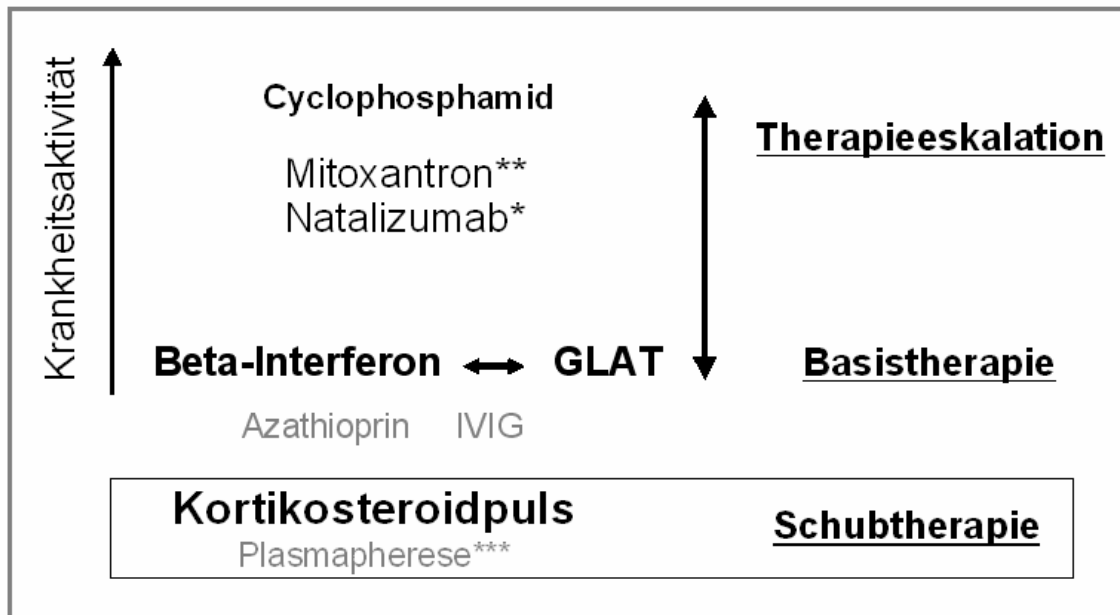 Krankheitsaktivität
Cyclophosphamid
Therapieeskalation
Mitoxantron**
Natalizumab*
Beta-Interferon GLAT Basistherapie
Azathioprin IVIG
Kortikosteroidpuls
Schubtherapie
Plasmapherese***